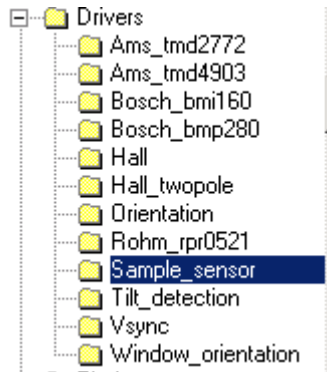 Drivers
Ams_tmd2772
Ams_tmd4903
Bosch_bmi160
Bosch_bmp280
Hall
Hall_twopole
Orientation
Rohm_rpr0521
Sample_sensor
Tilt_detection
Vsync
Window_orientation